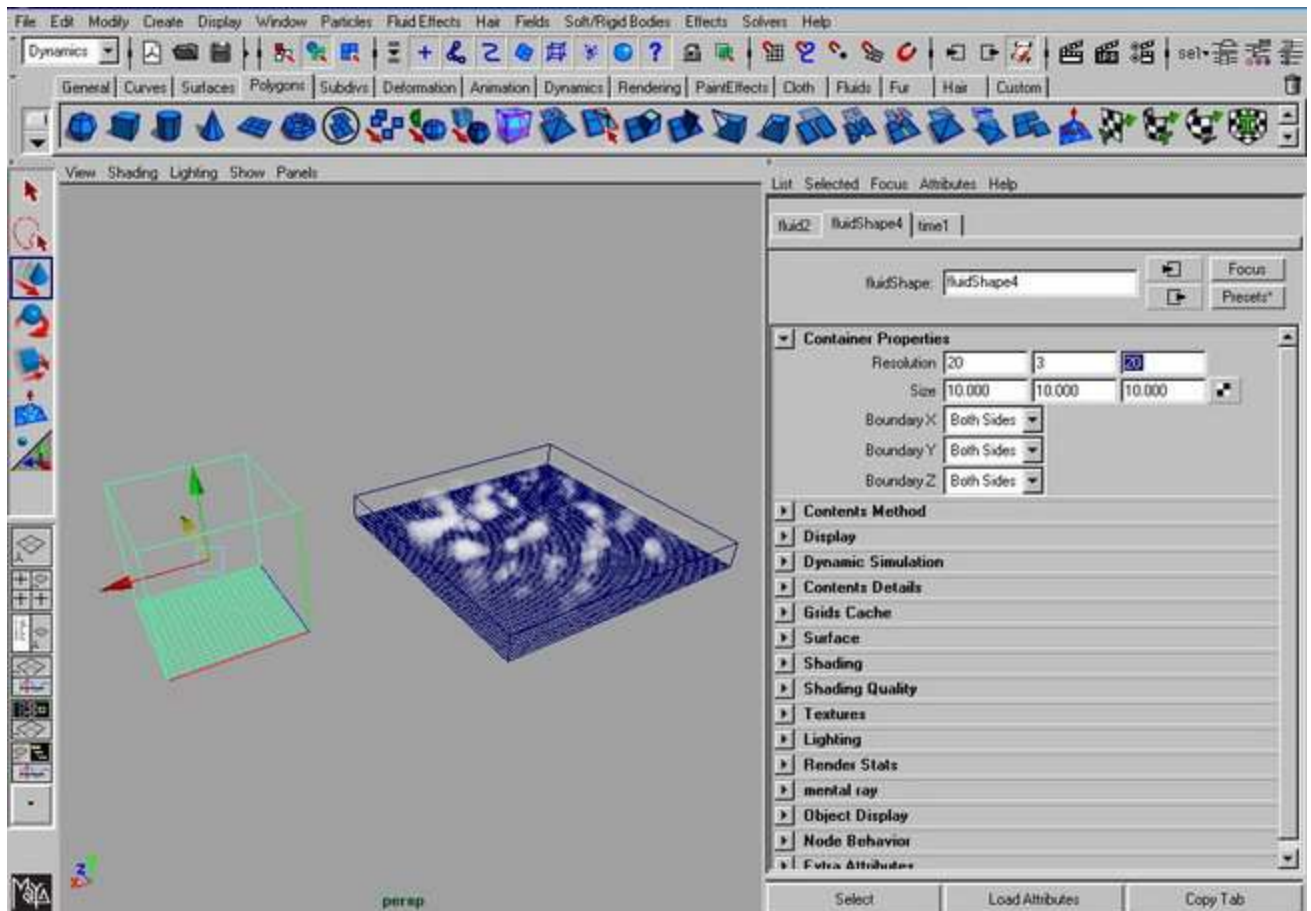 File Edit Modify Create Display Window Particles Fluid Effects Hair Fields Soft/Rigid Bodies Effects Solvers Help
Dynamics sel
General Curves Surfaces Polygons Subdivs Deformation Animation Dynamics Rendering PaintEffects Cloth Fluids Fur Hair Custom
View Shading Lighting Show Panels
List Selected Focus Attributes Help
fluid2 fluidShape4 time1
fluidShape: fluidShape4 Focus
Presets*
Container Properties
Resolution 20 3 20
Size 10.000 10.000 10.000
Boundary X Both Sides
Boundary Y Both Sides
Boundary Z Both Sides
Contents Method
Display
Dynamic Simulation
Contents Details
Grids Cache
Surface
Shading
Shading Quality
Textures
Lighting
Render Stats
mental ray
Object Display
Node Behavior
Extra Attributes
z
persp
Select Load Attributes Copy Tab
MAYA